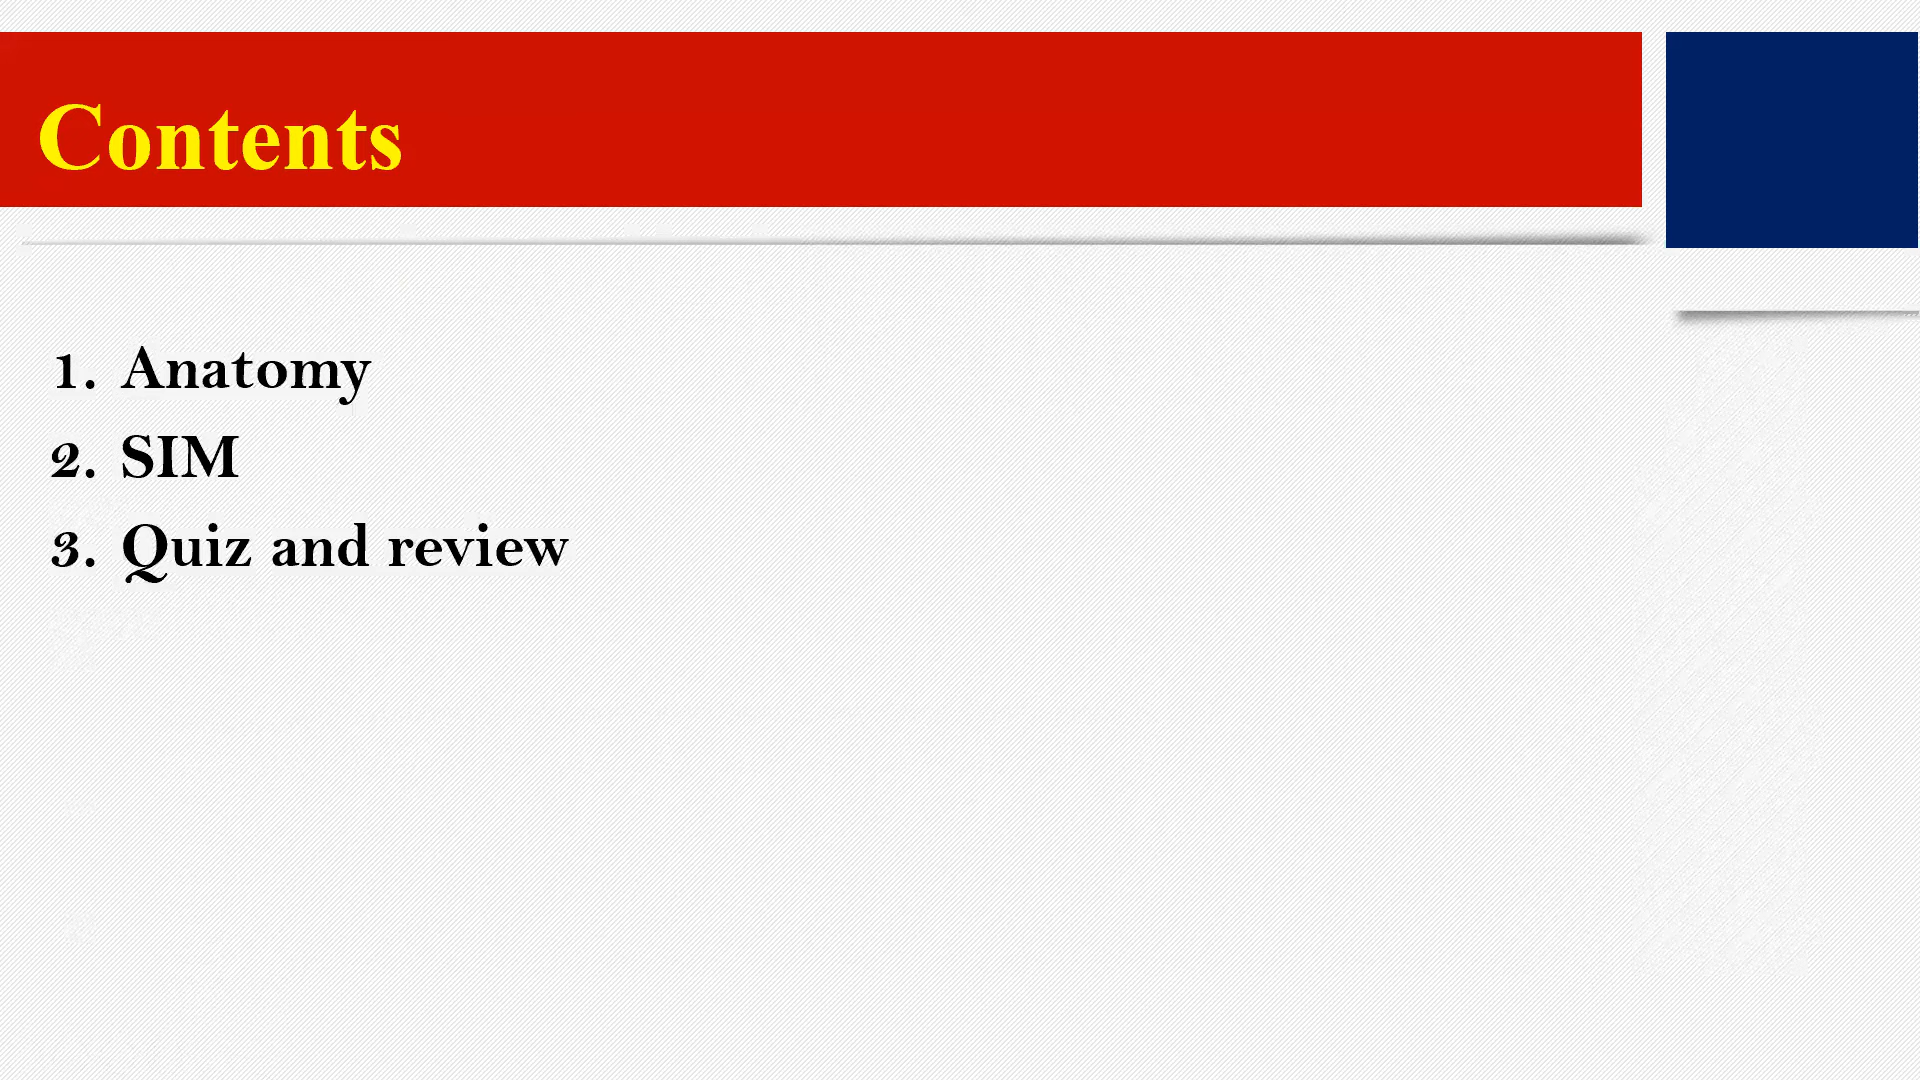 Contents
1. Anatomy
2. SIM
3. Quiz and review